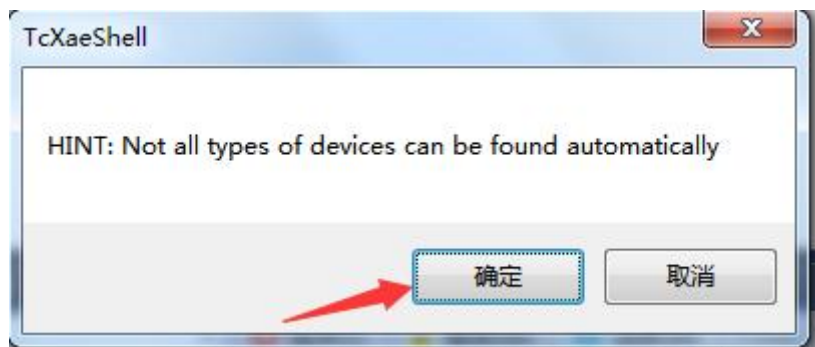 TcXaeShell
HINT: Not all types of devices can be found automatically
确定
取消